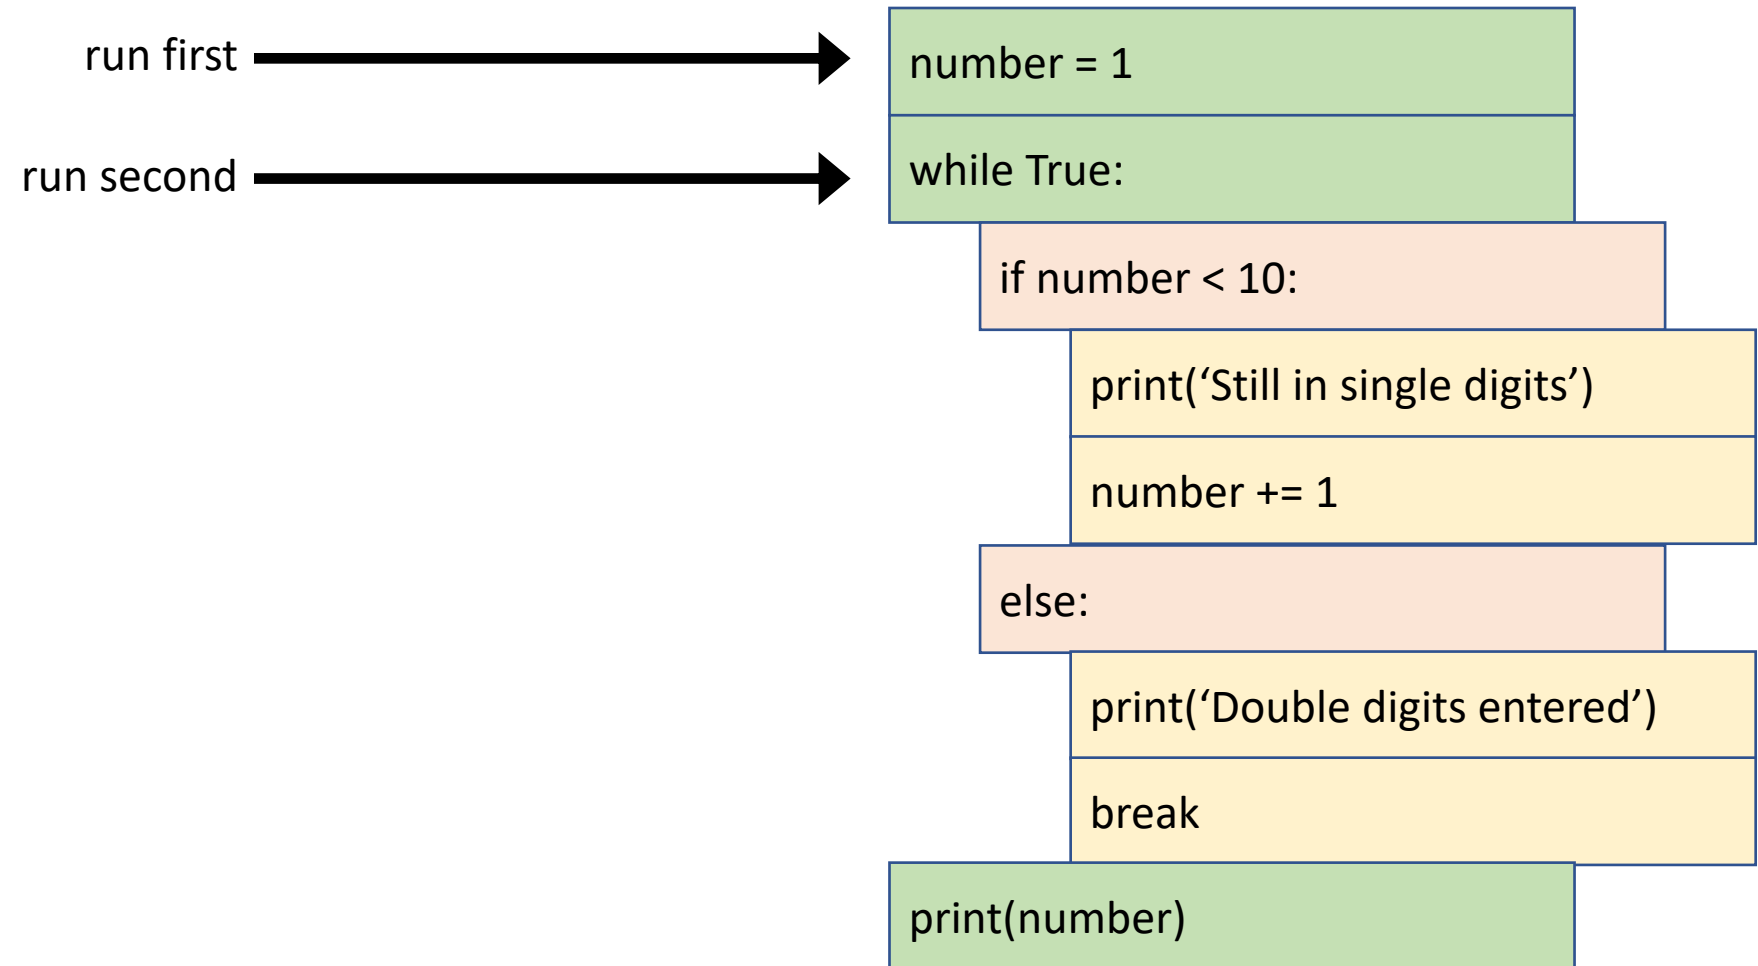 run first
number = 1
run second
while True:
if number < 10:
print(‘Still in single digits’)
number += 1
else:
print(‘Double digits entered’)
break
print(number)